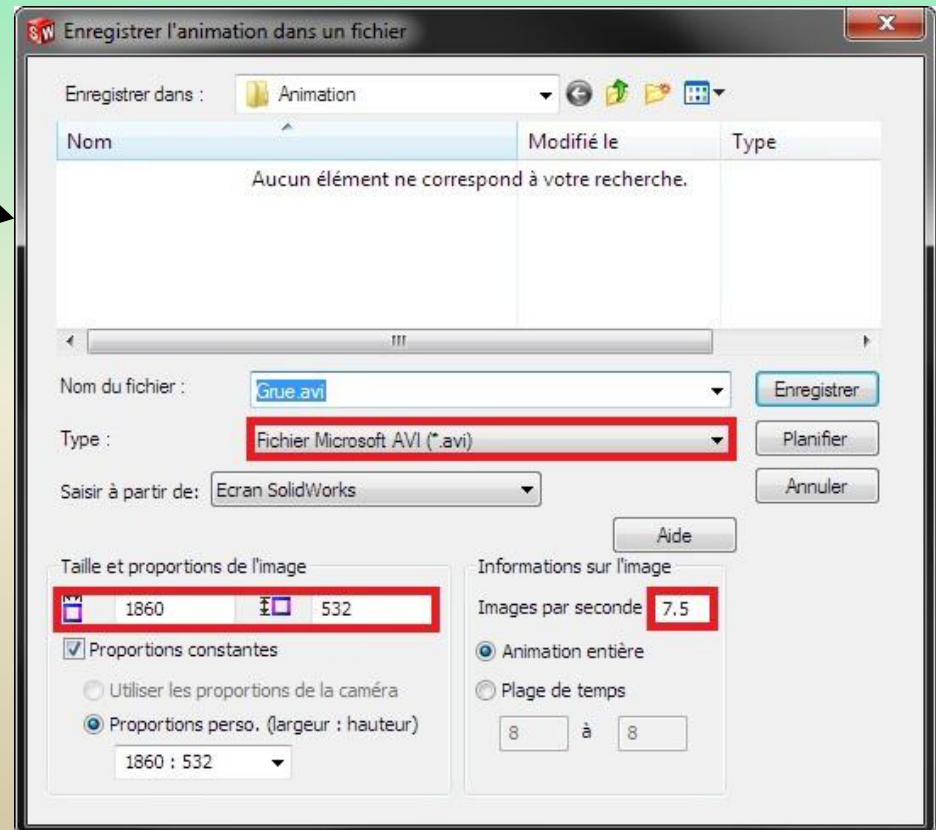 SW Enregistrer l'animation dans un fichier
Enregistrer dans : Animation
Nom Modifié le Type
Aucun élément ne correspond à votre recherche.
Nom du fichier : Grue.avi Enregistrer
Type : Fichier Microsoft AVI (*.avi) Planifier
Saisir à partir de: Ecran SolidWorks Annuler
Aide
Taille et proportions de l'image Informations sur l'image
1860 532 Images par seconde 7.5
Proportions constantes Animation entière
Utiliser les proportions de la caméra Plage de temps
Proportions perso. (largeur : hauteur) 8 à 8
1860 : 532